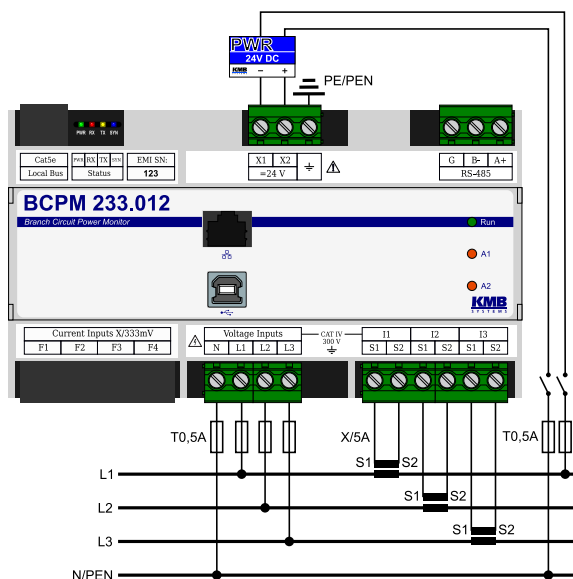 PWR
24V DC
KMB − +
PE/PEN
PWR RX TX SYN
Cat5e PWR RX TX SYN EMI SN: X1 X2 G B- A+
Local Bus Status 123 =24 V RS-485
BCPM 233.012
Branch Circuit Power Monitor
Run
A1
A2
KMB
SYSTEMS
Current Inputs X/333mV Voltage Inputs CAT IV I1 I2 I3
300 V
F1 F2 F3 F4 N L1 L2 L3 S1 S2 S1 S2 S1 S2
T0,5A X/5A T0,5A
S1 S2
L1
S1 S2
L2
S1 S2
L3
N/PEN